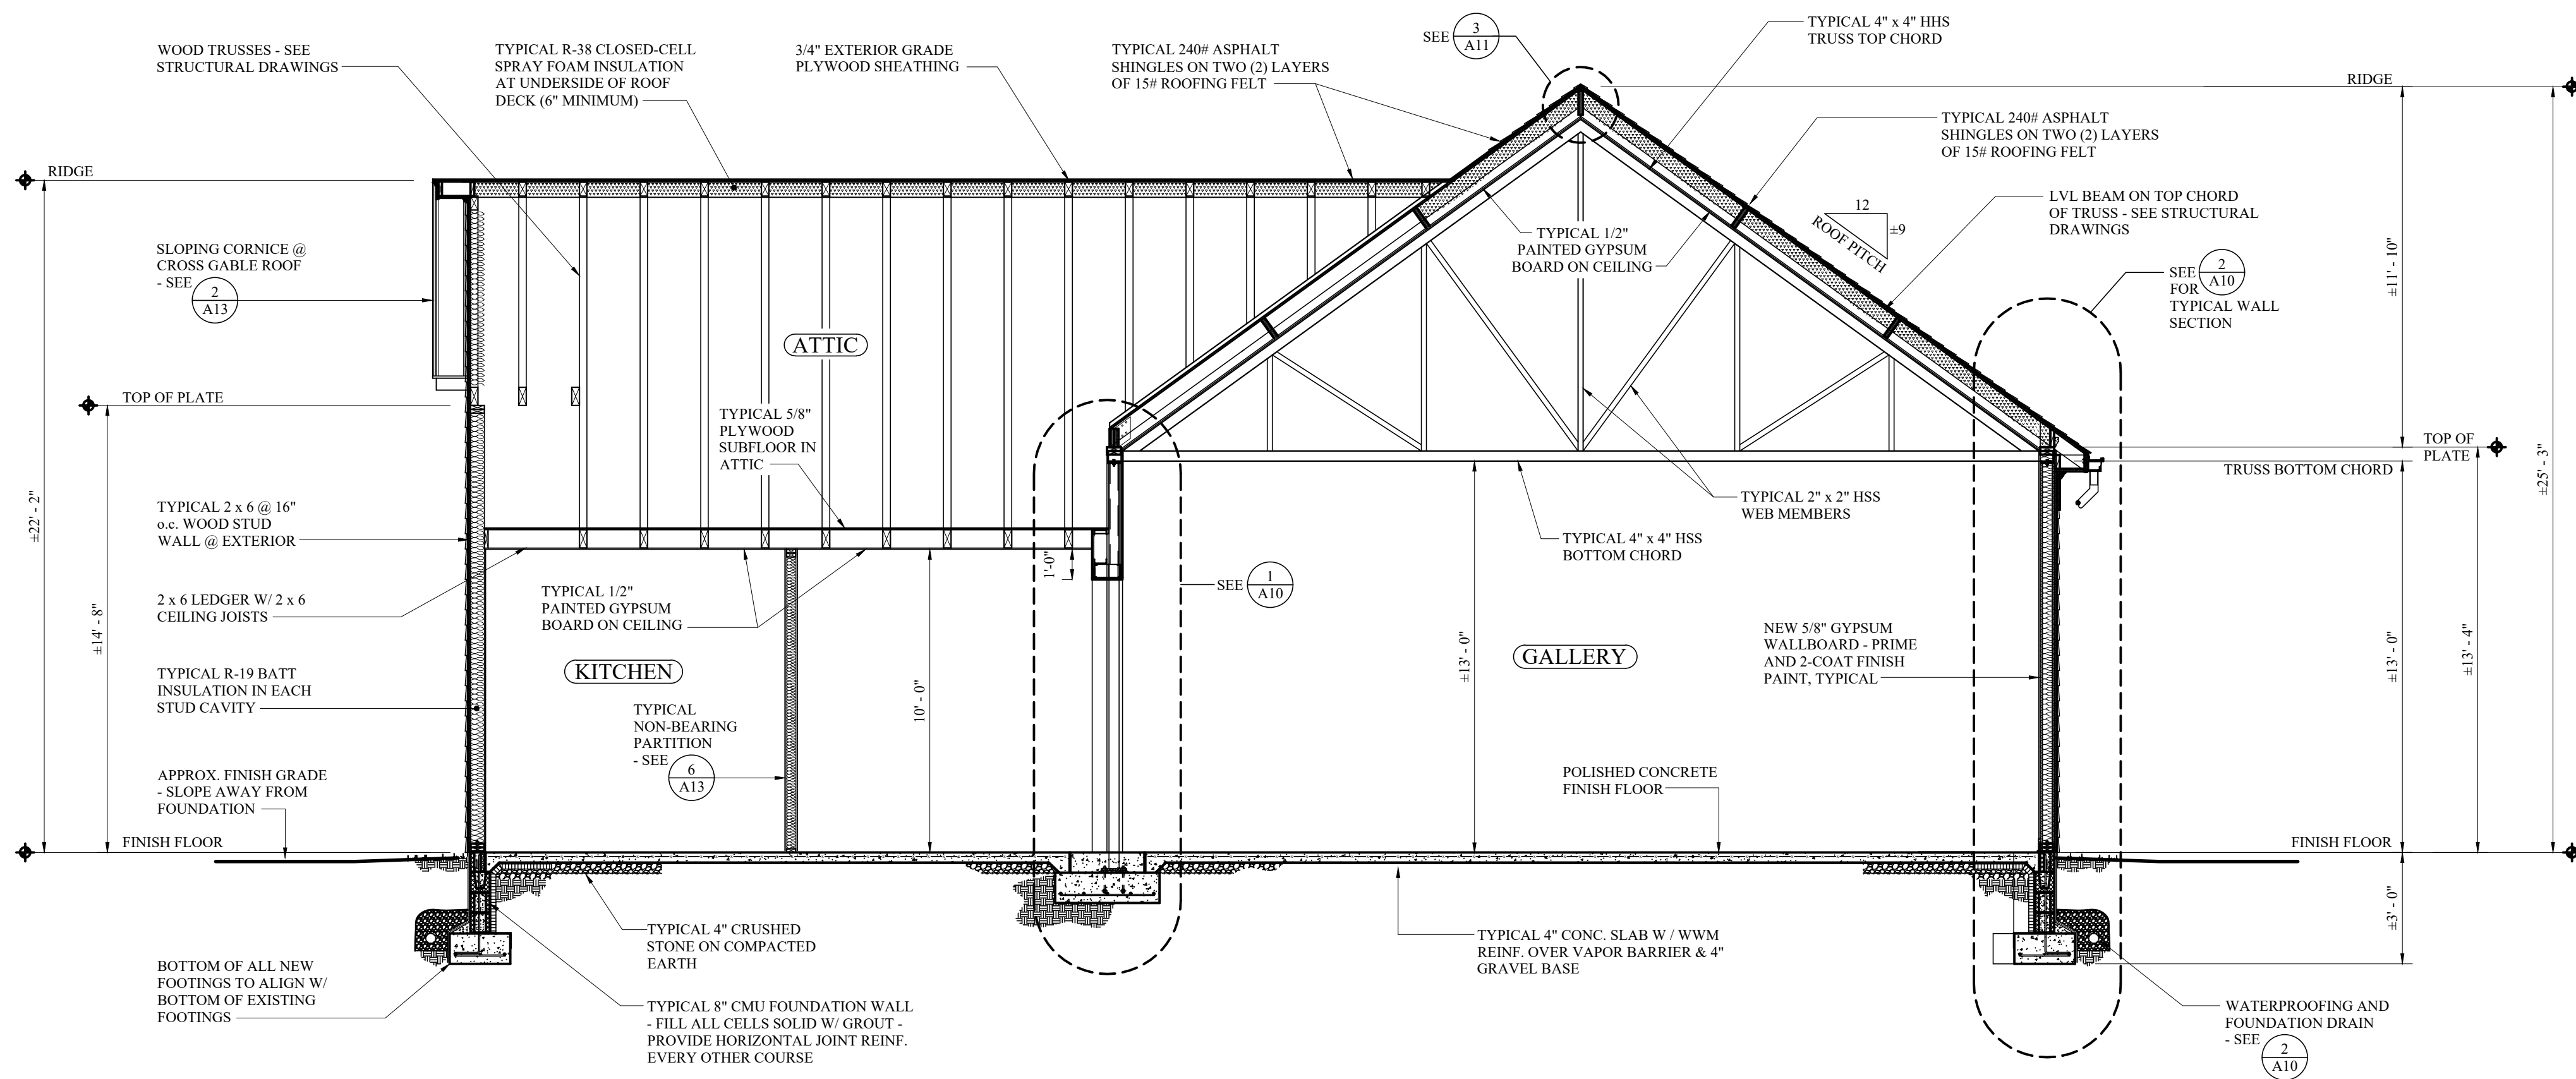 WOOD TRUSSES - SEE
STRUCTURAL DRAWINGS
TYPICAL R-38 CLOSED-CELL
SPRAY FOAM INSULATION
AT UNDERSIDE OF ROOF
DECK (6" MINIMUM)
3/4" EXTERIOR GRADE
PLYWOOD SHEATHING
TYPICAL 240# ASPHALT
SHINGLES ON TWO (2) LAYERS
OF 15# ROOFING FELT
SEE
3
A11
TYPICAL 4" x 4" HHS
TRUSS TOP CHORD
RIDGE
TYPICAL 240# ASPHALT
SHINGLES ON TWO (2) LAYERS
OF 15# ROOFING FELT
RIDGE
LVL BEAM ON TOP CHORD
OF TRUSS - SEE STRUCTURAL
DRAWINGS
12
±9
ROOF PITCH
TYPICAL 1/2"
PAINTED GYPSUM
BOARD ON CEILING
SLOPING CORNICE @
CROSS GABLE ROOF
- SEE
2
A13
SEE
2
A10
FOR
TYPICAL WALL
SECTION
±11' - 10"
ATTIC
TOP OF PLATE
TYPICAL 5/8"
PLYWOOD
SUBFLOOR IN
ATTIC
TOP OF
PLATE
TRUSS BOTTOM CHORD
±25' - 3"
±22' - 2"
TYPICAL 2 x 6 @ 16"
o.c. WOOD STUD
WALL @ EXTERIOR
TYPICAL 2" x 2" HSS
WEB MEMBERS
TYPICAL 4" x 4" HSS
BOTTOM CHORD
1'-0"
SEE
1
A10
±14' - 8"
2 x 6 LEDGER W/ 2 x 6
CEILING JOISTS
TYPICAL 1/2"
PAINTED GYPSUM
BOARD ON CEILING
KITCHEN
GALLERY
NEW 5/8" GYPSUM
WALLBOARD - PRIME
AND 2-COAT FINISH
PAINT, TYPICAL
±13' - 0"
±13' - 0"
±13' - 4"
TYPICAL R-19 BATT
INSULATION IN EACH
STUD CAVITY
10' - 0"
TYPICAL
NON-BEARING
PARTITION
- SEE
6
A13
APPROX. FINISH GRADE
- SLOPE AWAY FROM
FOUNDATION
POLISHED CONCRETE
FINISH FLOOR
FINISH FLOOR
FINISH FLOOR
±3' - 0"
TYPICAL 4" CRUSHED
STONE ON COMPACTED
EARTH
TYPICAL 4" CONC. SLAB W / WWM
REINF. OVER VAPOR BARRIER & 4"
GRAVEL BASE
BOTTOM OF ALL NEW
FOOTINGS TO ALIGN W/
BOTTOM OF EXISTING
FOOTINGS
TYPICAL 8" CMU FOUNDATION WALL
- FILL ALL CELLS SOLID W/ GROUT -
PROVIDE HORIZONTAL JOINT REINF.
EVERY OTHER COURSE
WATERPROOFING AND
FOUNDATION DRAIN
- SEE
2
A10